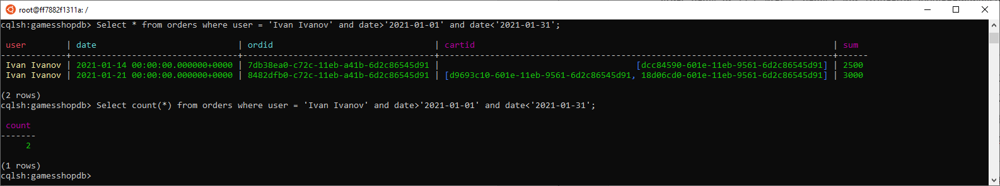 root@ff7882f1311a: /
cqlsh:gamesshopdb> Select * from orders where user = 'Ivan Ivanov' and date>'2021-01-01' and date<'2021-01-31';
user | date | ordid | cartid | sum
Ivan Ivanov | 2021-01-14 00:00:00.000000+0000 | 7db38ea0-c72c-11eb-a41b-6d2c86545d91 | [dcc84590-601e-11eb-9561-6d2c86545d91] | 2500
Ivan Ivanov | 2021-01-21 00:00:00.000000+0000 | 8482dfb0-c72c-11eb-a41b-6d2c86545d91 | [d9693c10-601e-11eb-9561-6d2c86545d91, 18d06cd0-601e-11eb-9561-6d2c86545d91] | 3000
(2 rows)
cqlsh:gamesshopdb> Select count(*) from orders where user = 'Ivan Ivanov' and date>'2021-01-01' and date<'2021-01-31';
count
-------
2
(1 rows)
cqlsh:gamesshopdb>